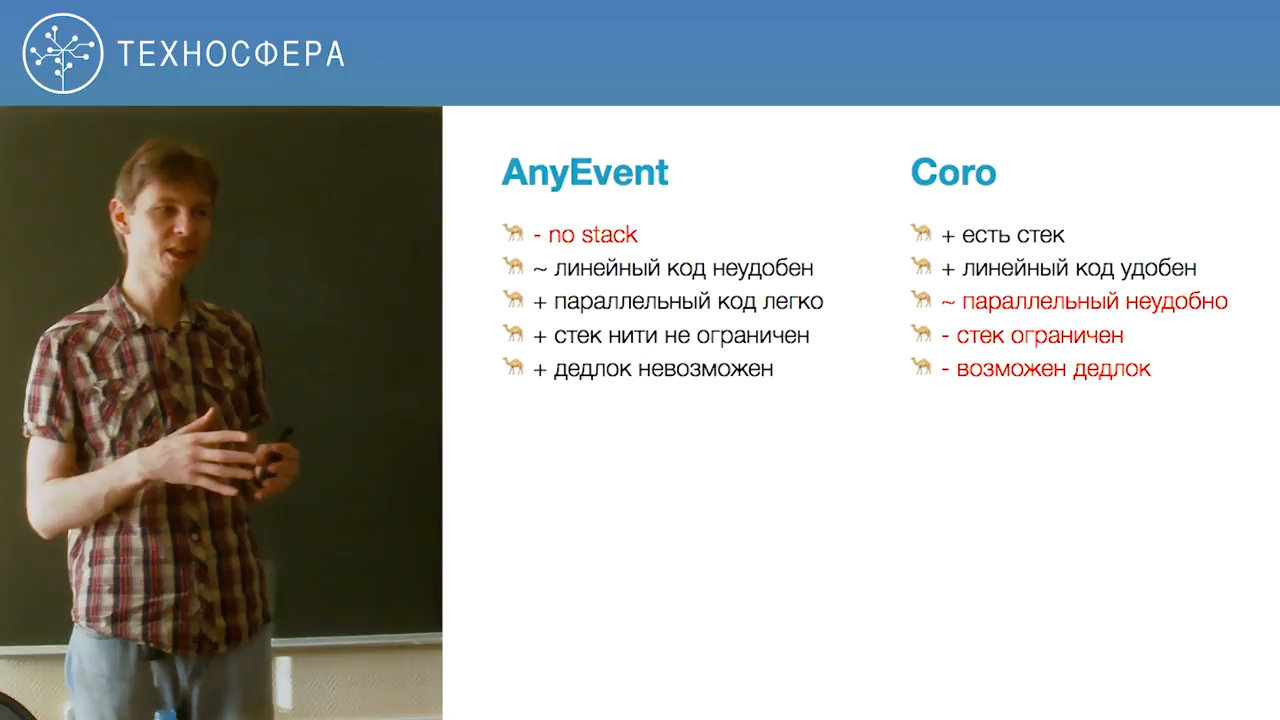 ТЕХНОСФЕРА
AnyEvent
- no stack
~ линейный код неудобен
+ параллельный код легко
+ стек нити не ограничен
+ дедлок невозможен
Coro
+ есть стек
+ линейный код удобен
~ параллельный неудобно
- стек ограничен
- возможен дедлок